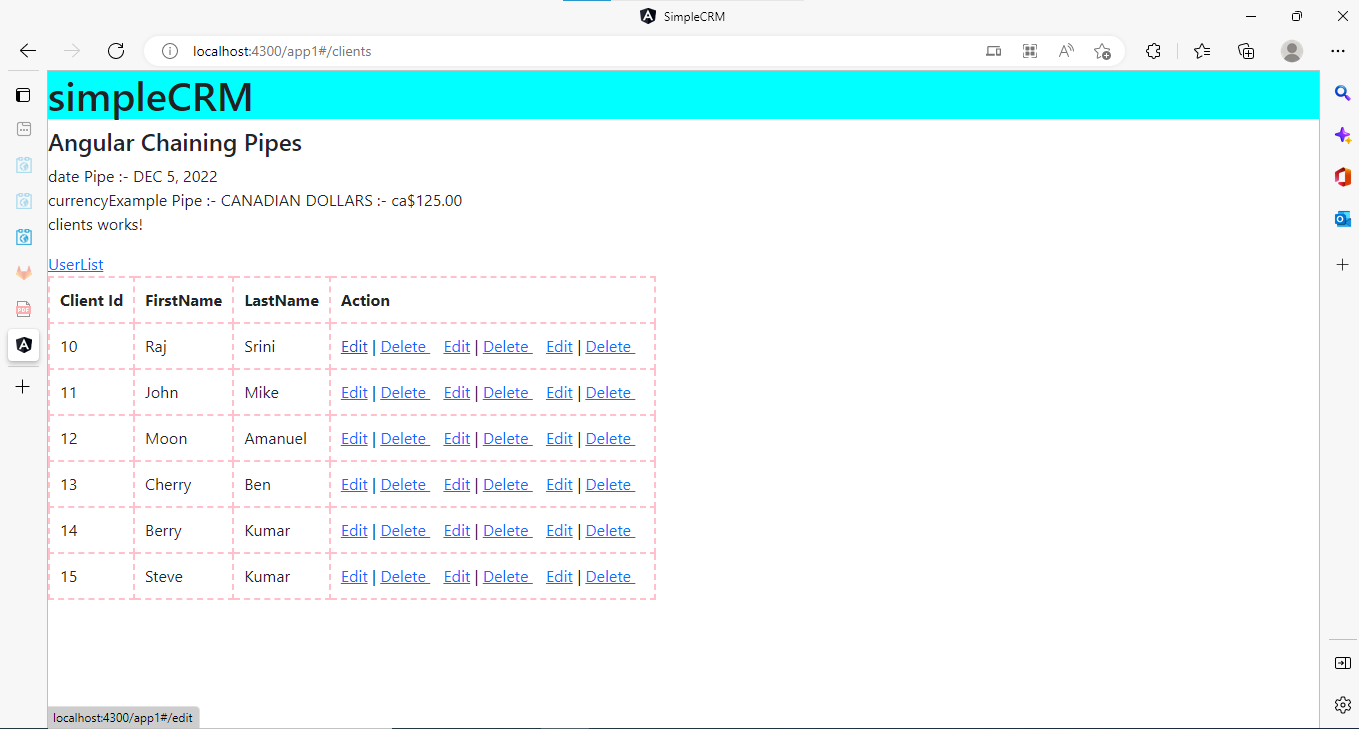 SimpleCRM
localhost:4300/app1#/clients
simpleCRM
Angular Chaining Pipes
date Pipe :- DEC 5, 2022
currencyExample Pipe :- CANADIAN DOLLARS :- ca$125.00
clients works!
UserList
Client Id FirstName LastName Action
10 Raj Srini Edit | Delete Edit | Delete Edit | Delete
11 John Mike Edit | Delete Edit | Delete Edit | Delete
12 Moon Amanuel Edit | Delete Edit | Delete Edit | Delete
13 Cherry Ben Edit | Delete Edit | Delete Edit | Delete
14 Berry Kumar Edit | Delete Edit | Delete Edit | Delete
15 Steve Kumar Edit | Delete Edit | Delete Edit | Delete
localhost:4300/app1#/edit